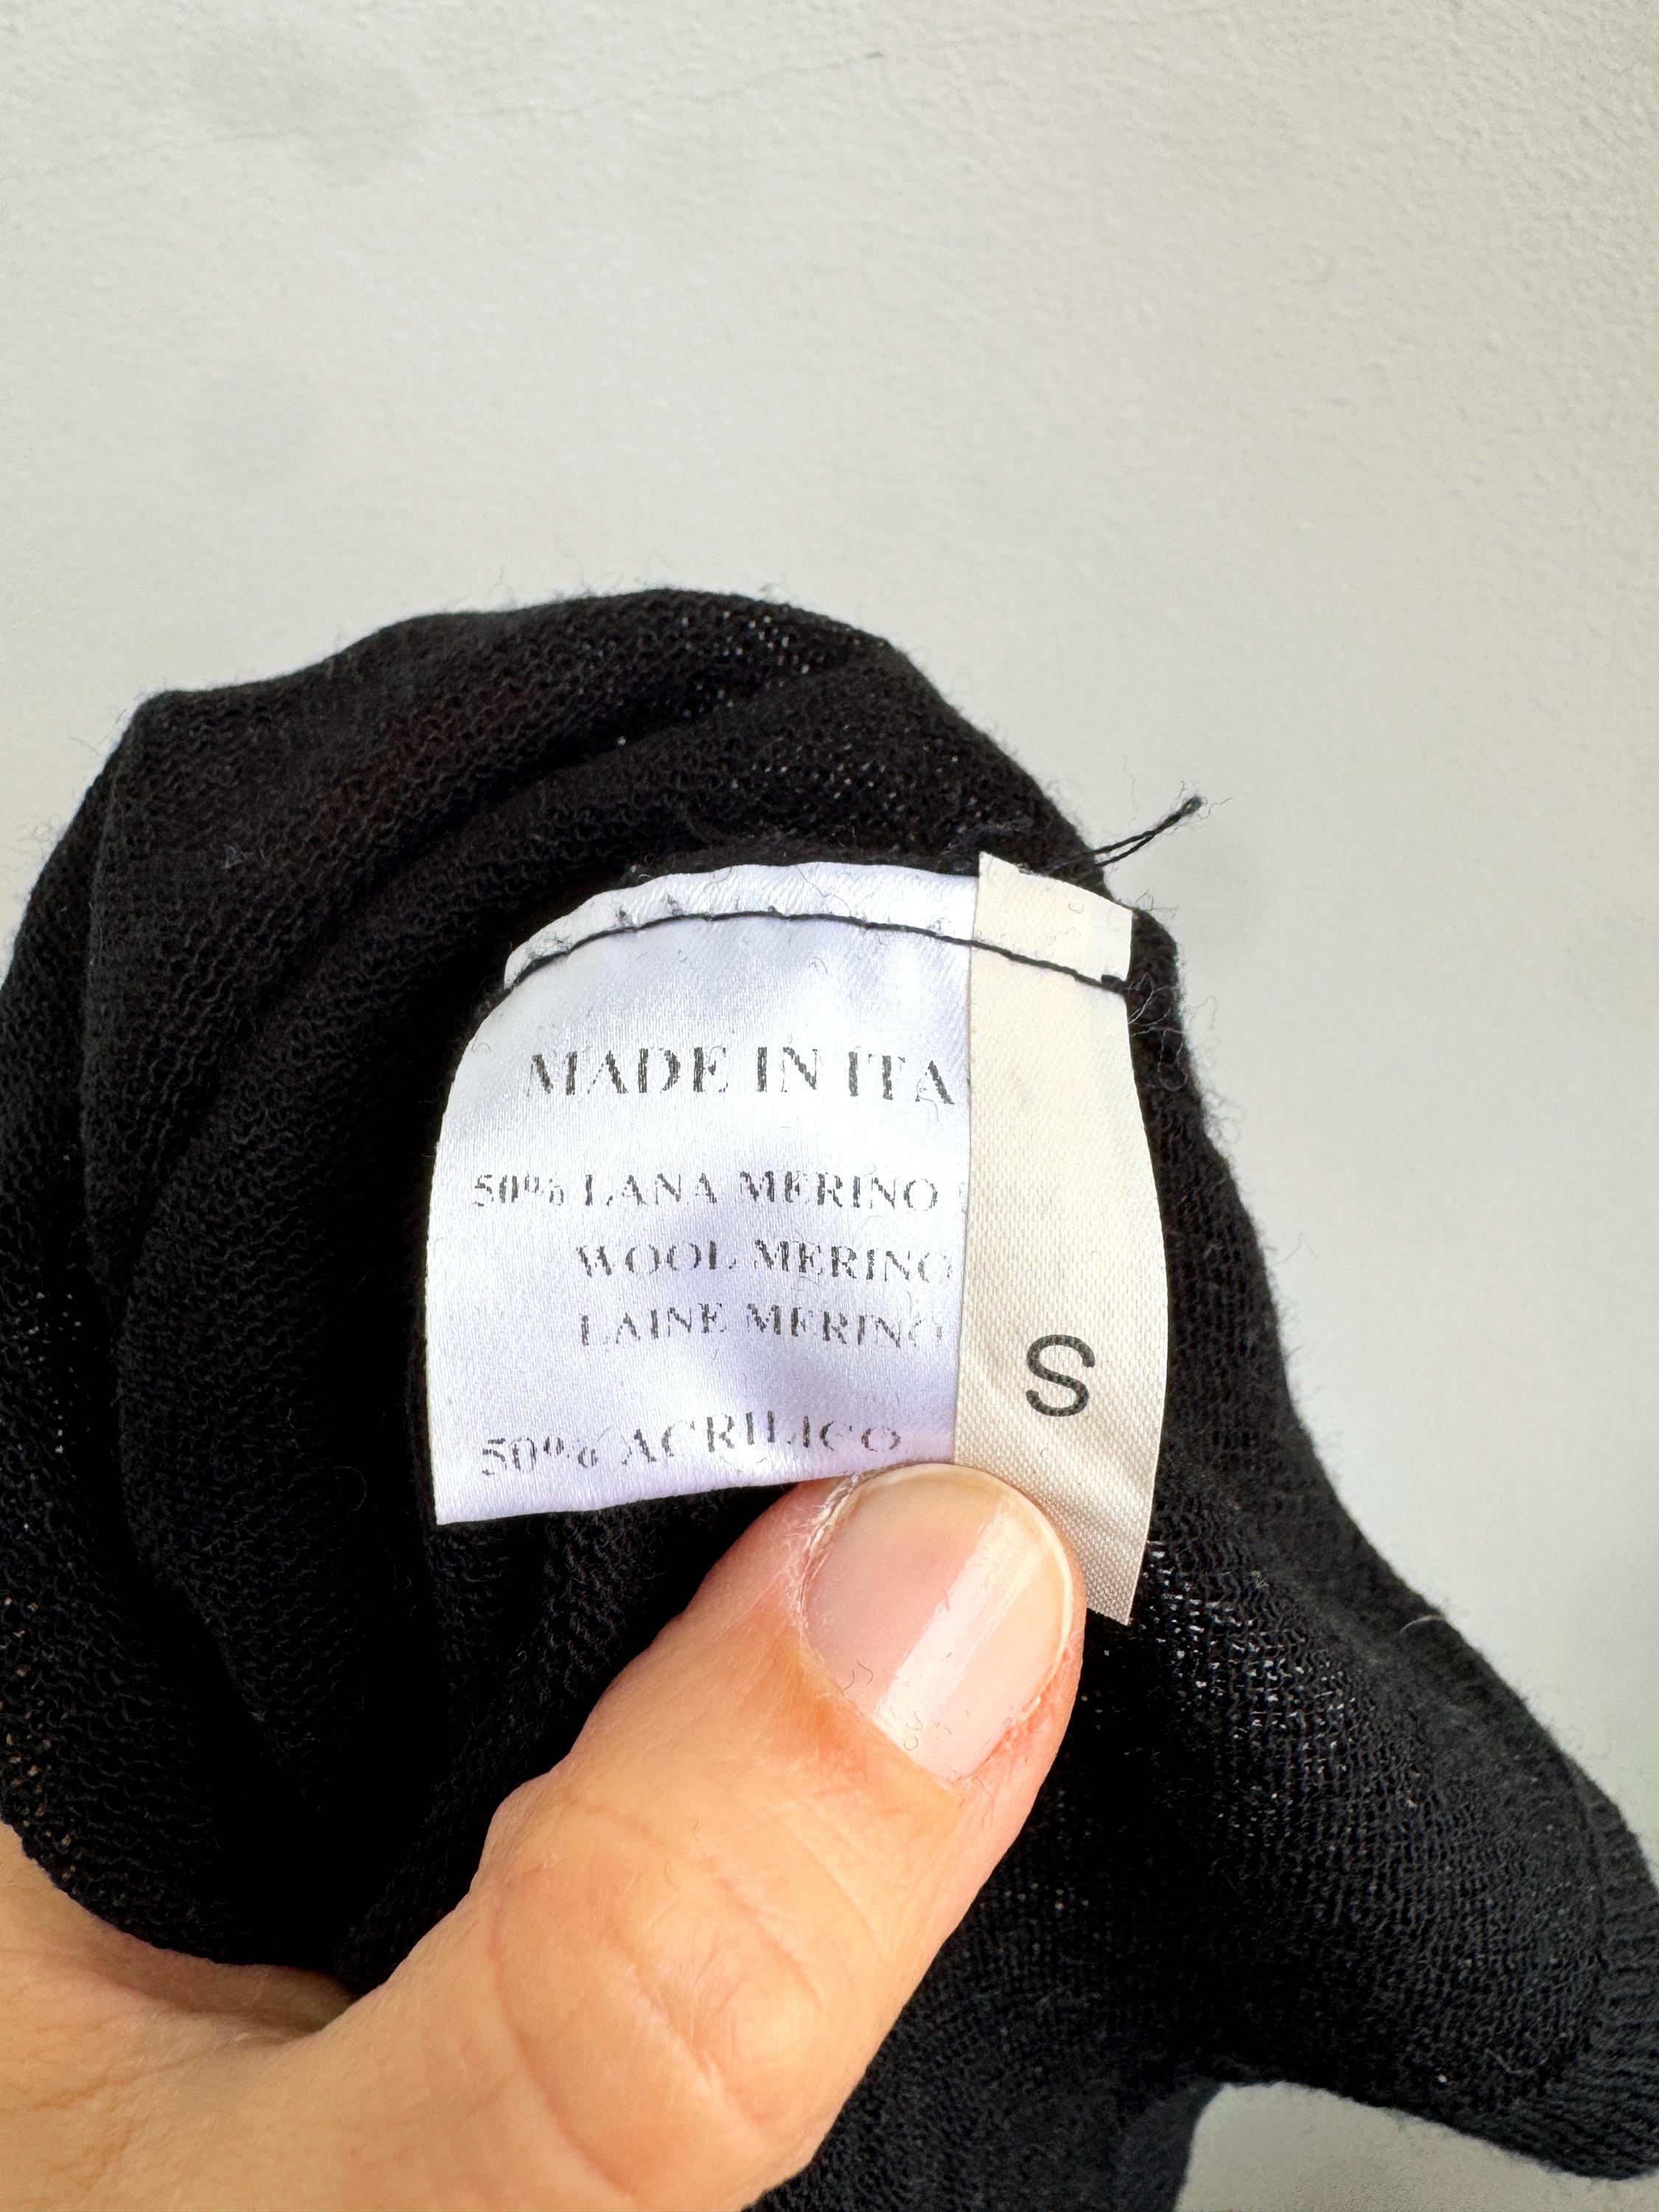 MADE IN ITA
50% LANA MERINO
WOOL MERINO
LAINE MERINO
50% ACRILICO
S